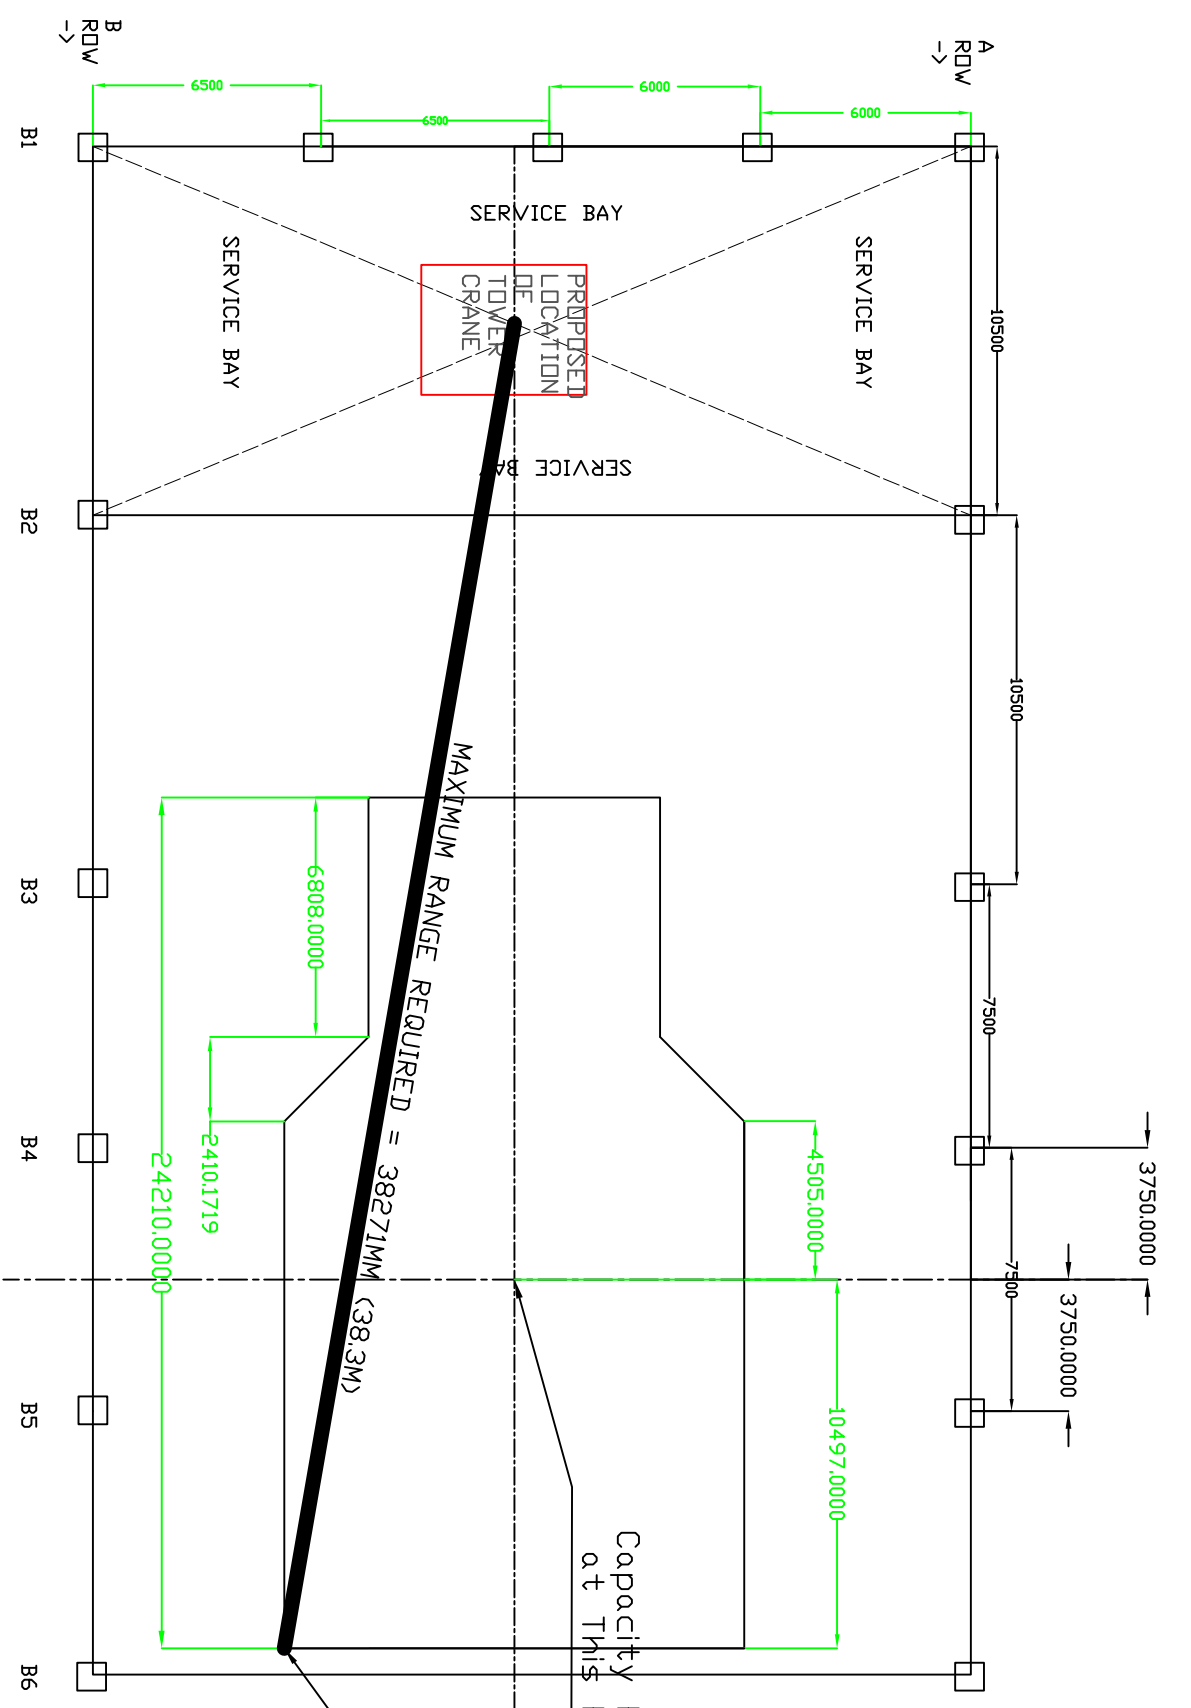 A
ROW
->
B
ROW
->
6500
6500
6000
6000
B1
B2
B3
B4
B5
B6
SERVICE BAY
SERVICE BAY
SERVICE BAY
SERVICE BAY
PROPOSED
LOCATION
OF
TOWER
CRANE
10500
10500
7500
7500
3750.0000
3750.0000
MAXIMUM RANGE REQUIRED = 38271MM (38.3M)
6808.0000
2410.1719
24210.0000
4505.0000
10497.0000
Capacity
at This